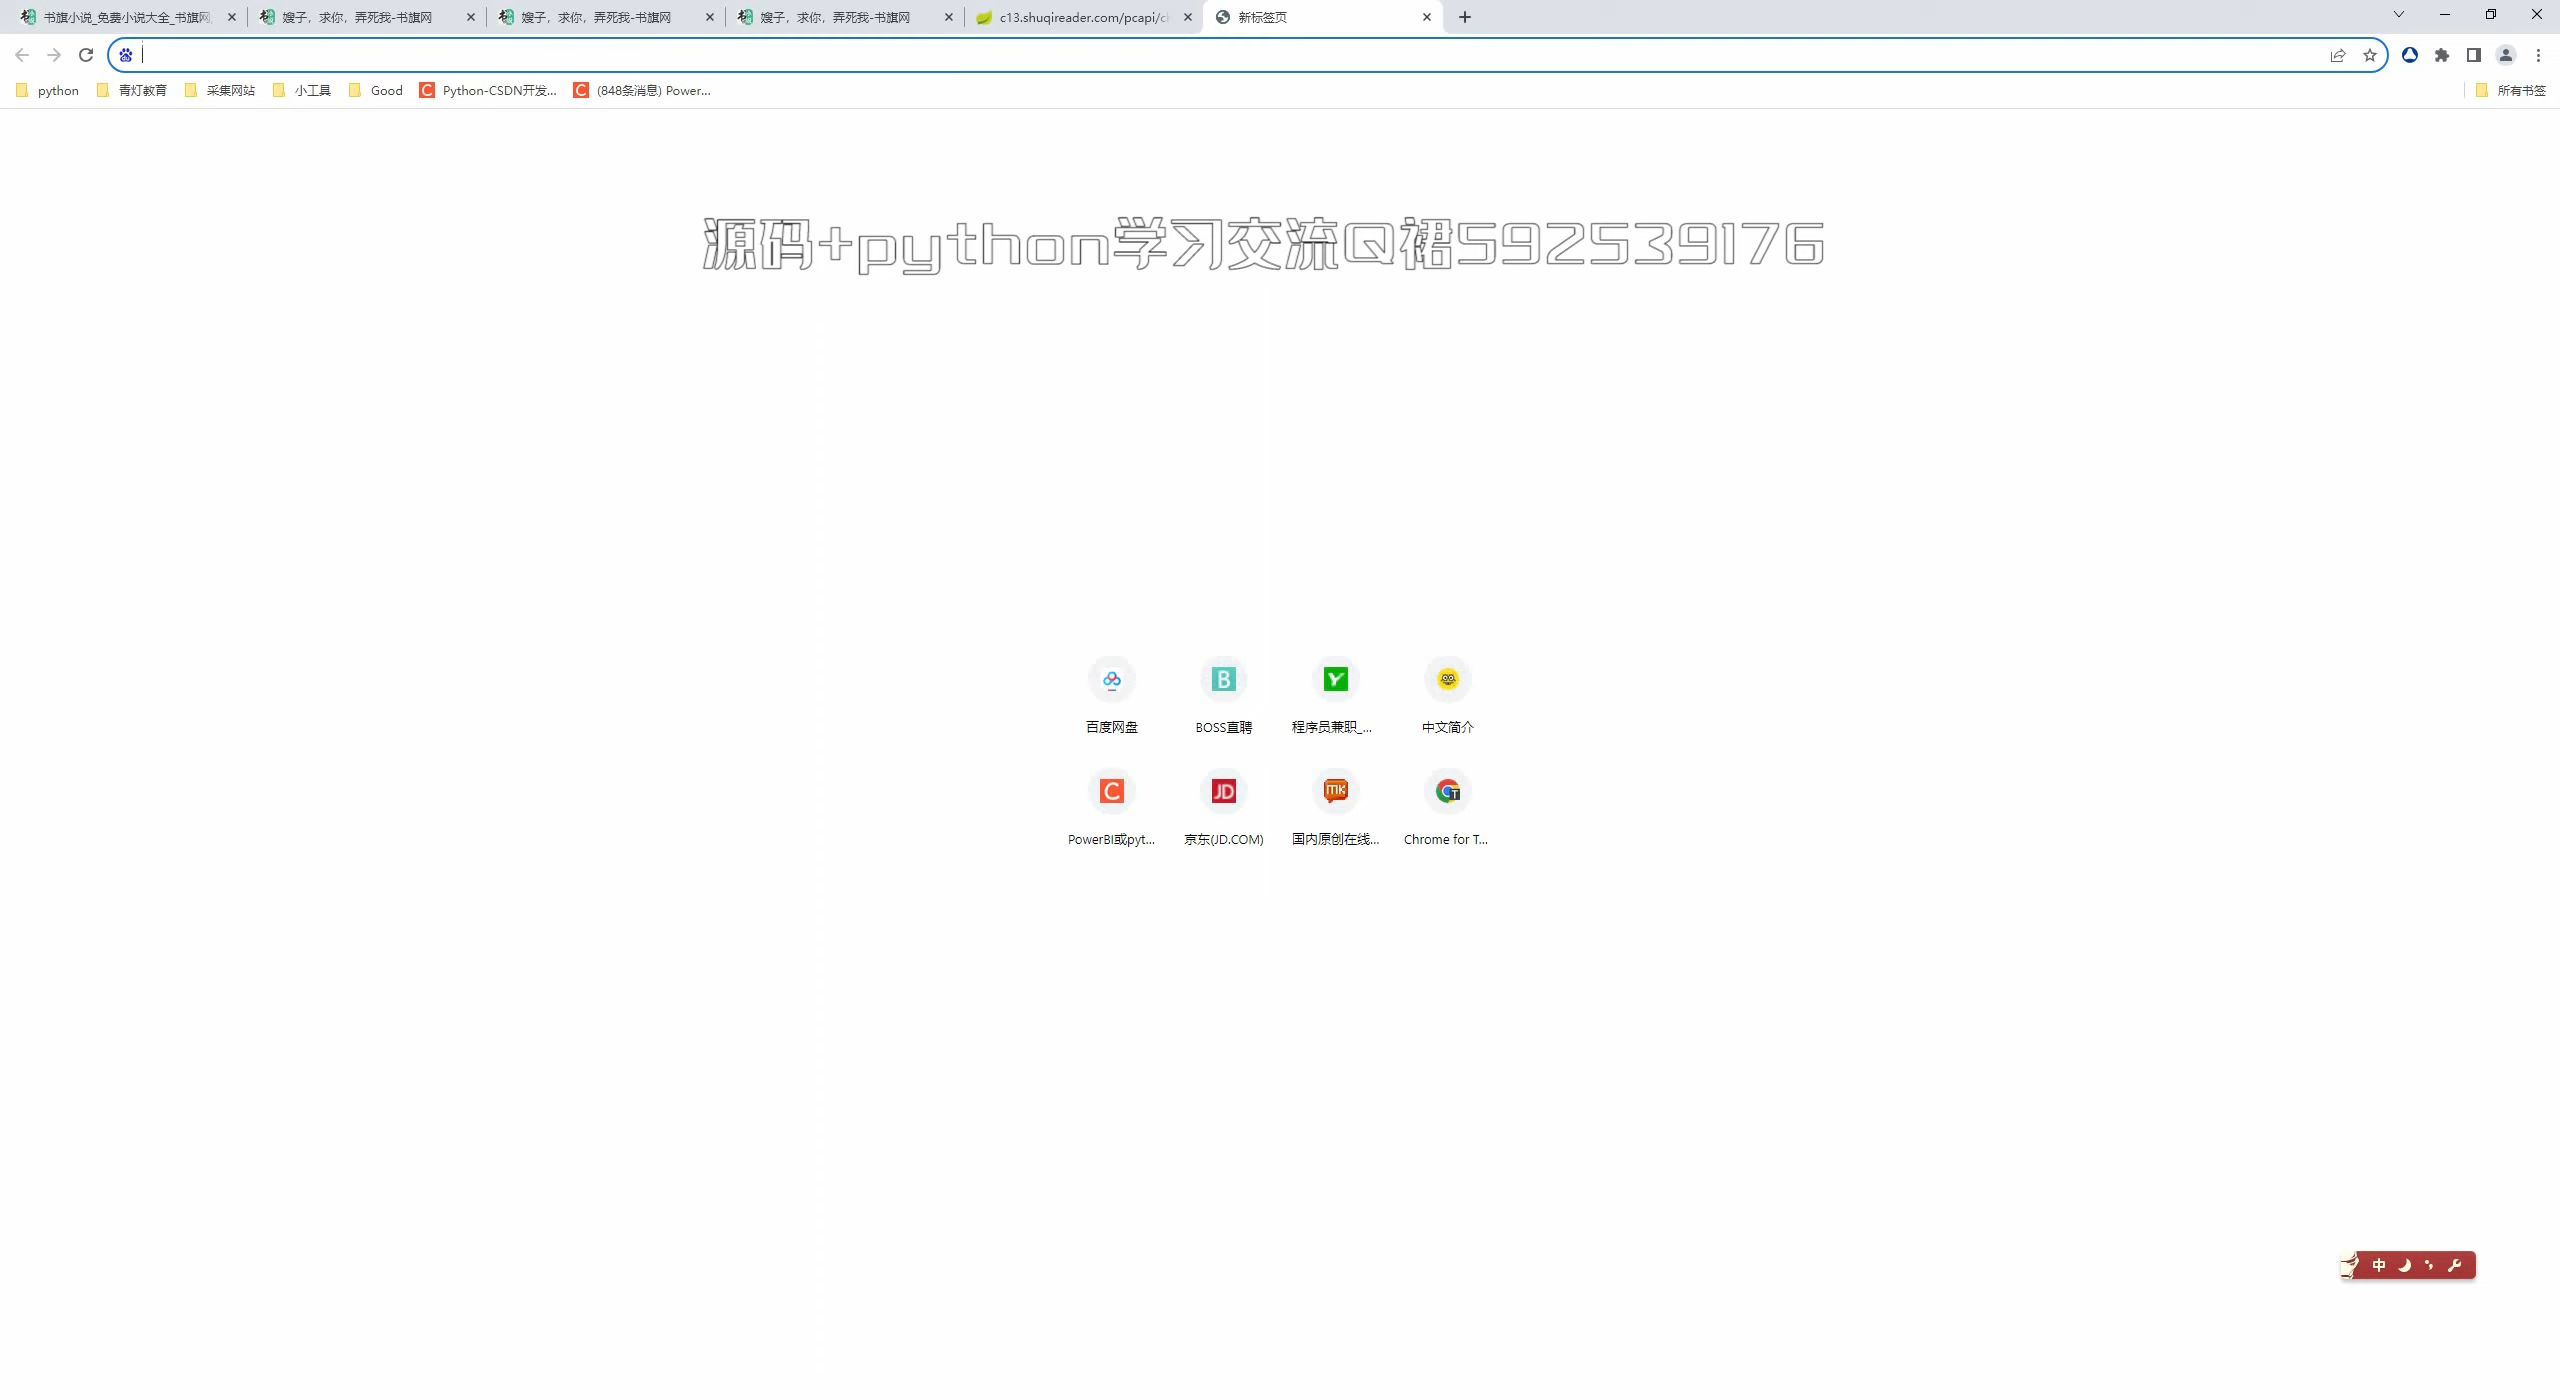 书旗小说_免费小说大全_书旗网
嫂子，求你，弄死我-书旗网
嫂子，求你，弄死我-书旗网
嫂子，求你，弄死我-书旗网
c13.shuqireader.com/pcapi/ch
新标签页
python
青灯教育
采集网站
小工具
Good
Python-CSDN开发...
(848条消息) Power...
所有书签
源码+python学习交流Q裙592539176
百度网盘
BOSS直聘
程序员兼职_...
中文简介
PowerBI或pyt...
京东(JD.COM)
国内原创在线...
Chrome for T...
中